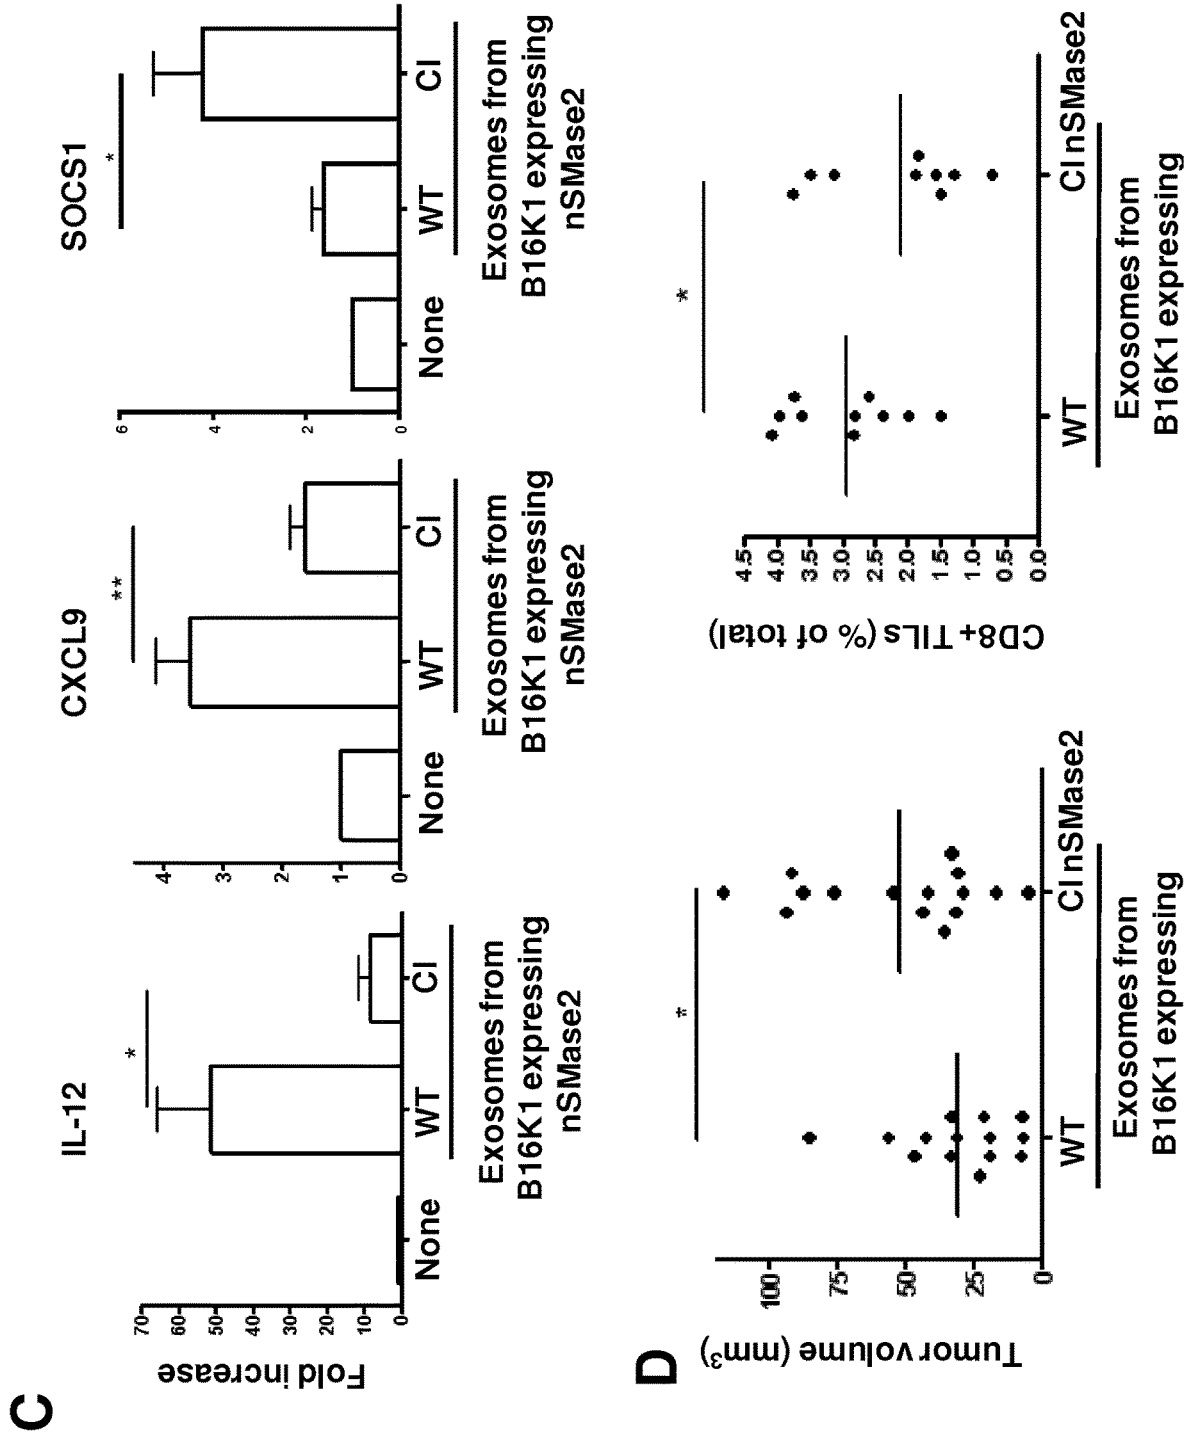 C
IL-12
Fold increase
70
60
50
40
30
20
10
0
None
WT
CI
Exosomes from
B16K1 expressing
nSMase2
CXCL9
**
4
3
2
1
0
None
WT
CI
Exosomes from
B16K1 expressing
nSMase2
SOCS1
*
6
4
2
0
None
WT
CI
Exosomes from
B16K1 expressing
nSMase2
*
D
Tumor volume (mm3)
100
75
50
25
0
*
WT
CI nSMase2
Exosomes from
B16K1 expressing
CD8+ TILs (% of total)
4.5
4.0
3.5
3.0
2.5
2.0
1.5
1.0
0.5
0.0
*
WT
CI nSMase2
Exosomes from
B16K1 expressing